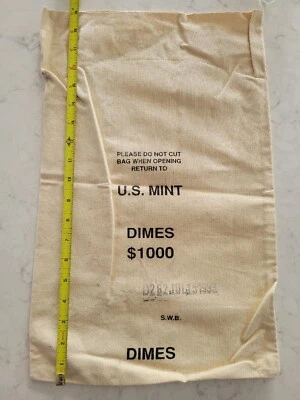 PLEASE DO NOT CUT
BAG WHEN OPENING
RETURN TO
U.S. MINT
DIMES
$1000
S.W.B.
DIMES